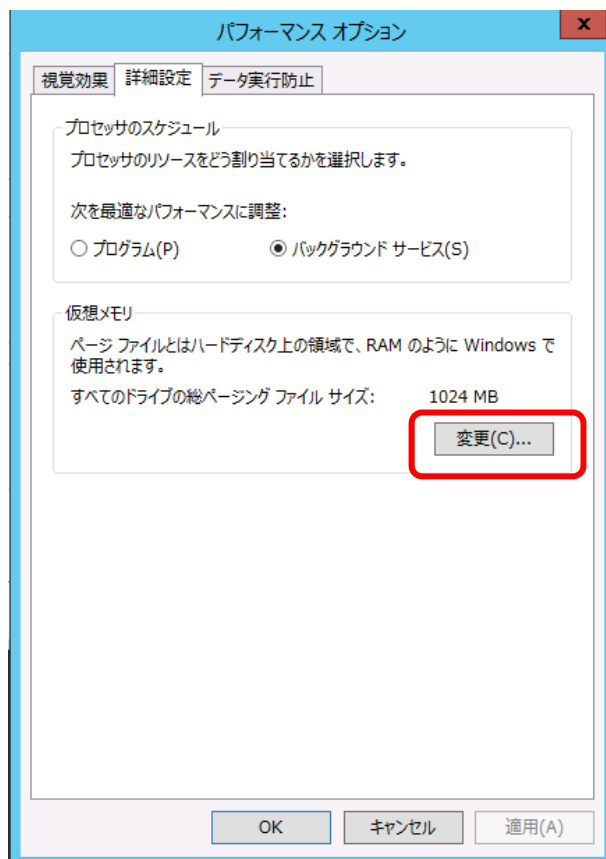 パフォーマンス オプション
x
視覚効果 詳細設定 データ実行防止
プロセッサのスケジュール
プロセッサのリソースをどう割り当てるかを選択します。
次を最適なパフォーマンスに調整:
プログラム(P) バックグラウンド サービス(S)
仮想メモリ
ページ ファイルとはハードディスク上の領域で、RAM のように Windows で
使用されます。
すべてのドライブの総ページング ファイル サイズ: 1024 MB
変更(C)...
OK キャンセル 適用(A)